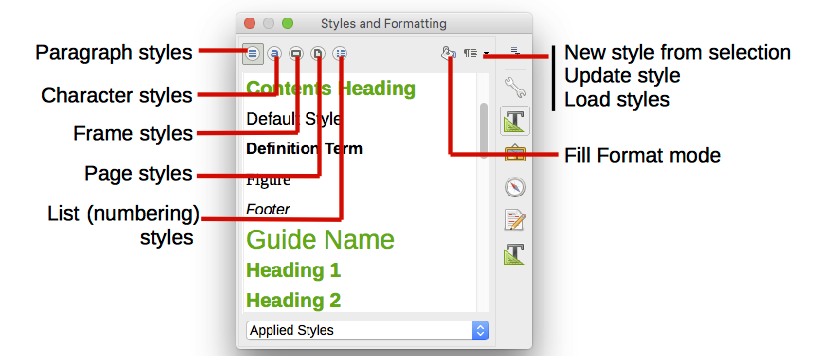 Styles and Formatting
Paragraph styles
Character styles
Frame styles
Page styles
List (numbering)
styles
Contents Heading
Default Style
Definition Term
Figure
Footer
Guide Name
Heading 1
Heading 2
Applied Styles
New style from selection
Update style
Load styles
Fill Format mode